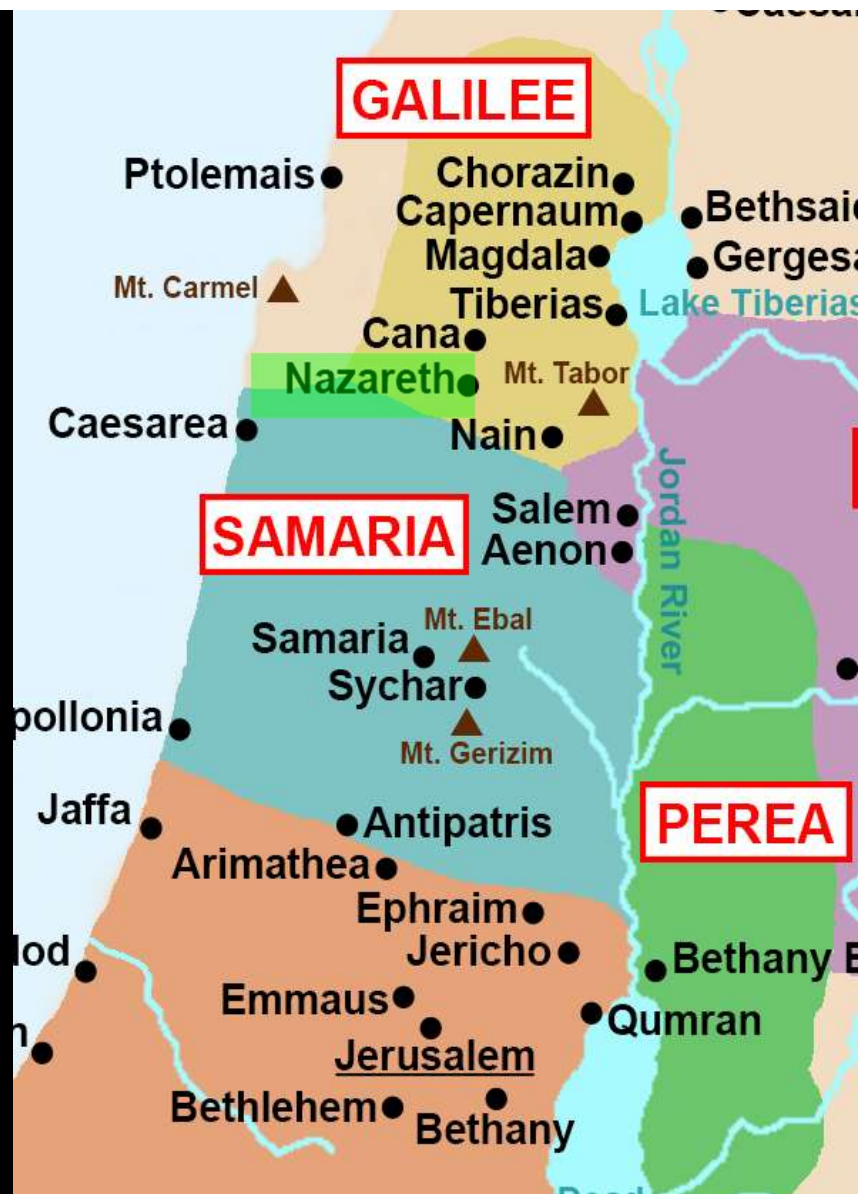 GALILEE
Ptolemais
Chorazin
Capernaum
Bethsaid
Magdala
Gergesa
Mt. Carmel
Tiberias
Lake Tiberias
Cana
Nazareth
Mt. Tabor
Caesarea
Nain
Jordan River
SAMARIA
Salem
Aenon
Mt. Ebal
Samaria
Sychar
pollonia
Mt. Gerizim
Jaffa
Antipatris
PEREA
Arimathea
Ephraim
lod
Jericho
Bethany B
Emmaus
Qumran
n
Jerusalem
Bethlehem
Bethany